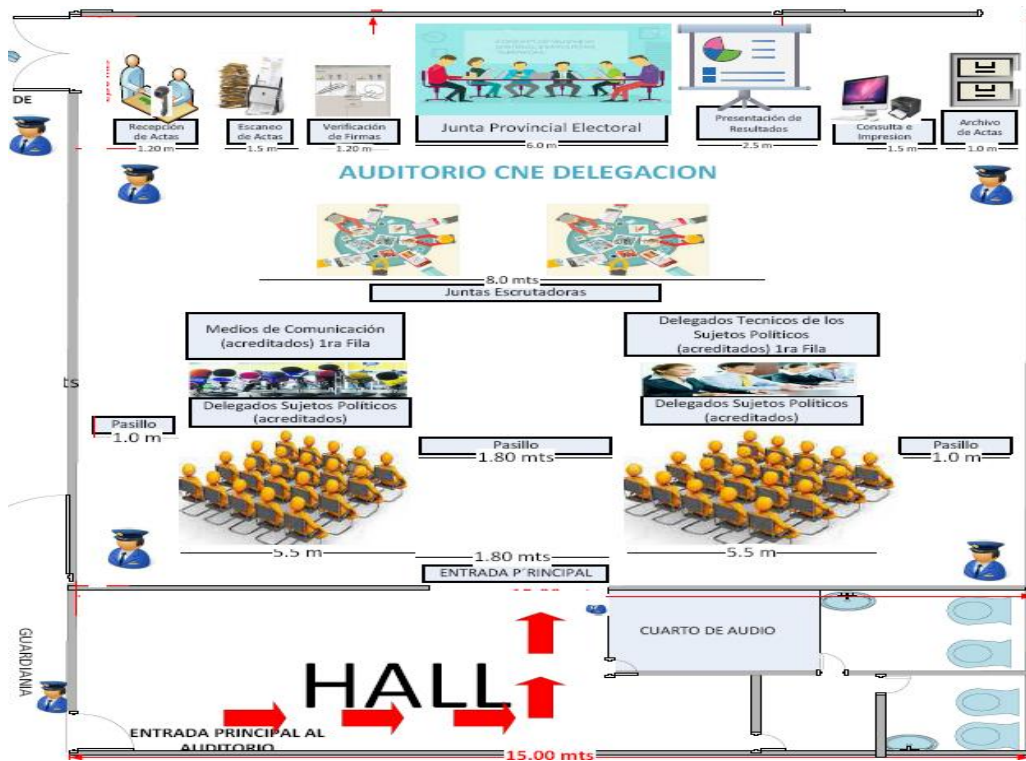 DE
Recepción
de Actas
1.20 m
Escaneo
de Actas
1.5 m
Verificación
de Firmas
1.20 m
Junta Provincial Electoral
6.0 m
Presentación de
Resultados
2.5 m
Consulta e
Impresion
1.5 m
Archivo
de Actas
1.0 m
AUDITORIO CNE DELEGACION
8.0 mts
Juntas Escrutadoras
Medios de Comunicación
(acreditados) 1ra Fila
Delegados Tecnicos de los
Sujetos Políticos
(acreditados) 1ra Fila
ts
Delegados Sujetos Políticos
(acreditados)
Delegados Sujetos Políticos
(acreditados)
Pasillo
1.0 m
Pasillo
1.80 mts
Pasillo
1.0 m
5.5 m
1.80 mts
5.5 m
ENTRADA P´RINCIPAL
CUARTO DE AUDIO
GUARDIANIA
HALL
ENTRADA PRINCIPAL AL
AUDITORIO
15.00 mts